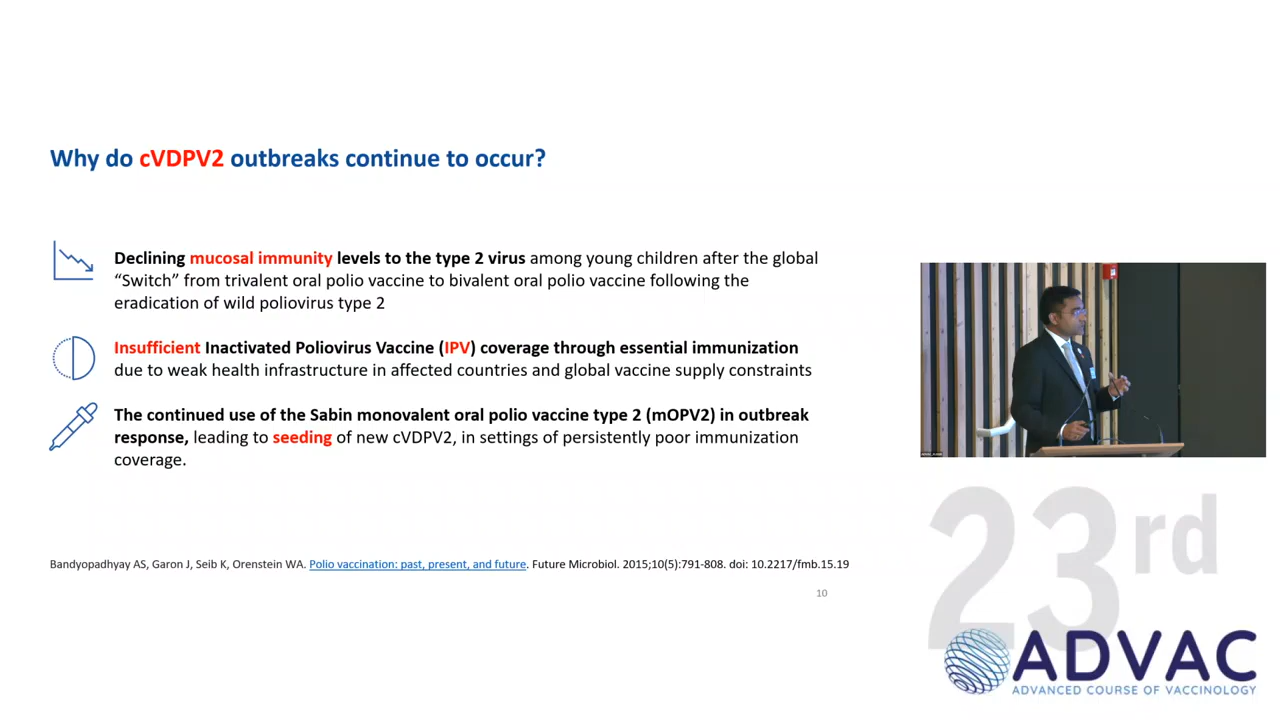 Why do cVDPV2 outbreaks continue to occur?
Declining mucosal immunity levels to the type 2 virus among young children after the global
“Switch” from trivalent oral polio vaccine to bivalent oral polio vaccine following the
eradication of wild poliovirus type 2
Insufficient Inactivated Poliovirus Vaccine (IPV) coverage through essential immunization
due to weak health infrastructure in affected countries and global vaccine supply constraints
The continued use of the Sabin monovalent oral polio vaccine type 2 (mOPV2) in outbreak
response, leading to seeding of new cVDPV2, in settings of persistently poor immunization
coverage.
Bandyopadhyay AS, Garon J, Seib K, Orenstein WA. Polio vaccination: past, present, and future. Future Microbiol. 2015;10(5):791-808. doi: 10.2217/fmb.15.19
10
23rd
ADVAC
ADVANCED COURSE OF VACCINOLOGY